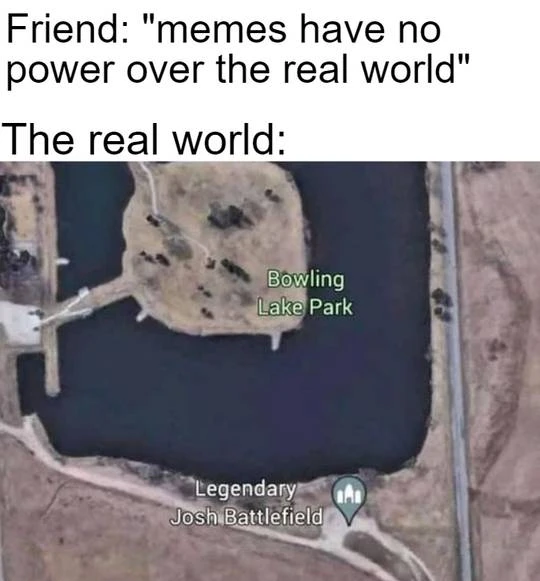 Friend: "memes have no
power over the real world"
The real world:
Bowling
Lake Park
Legendary
Josh Battlefield